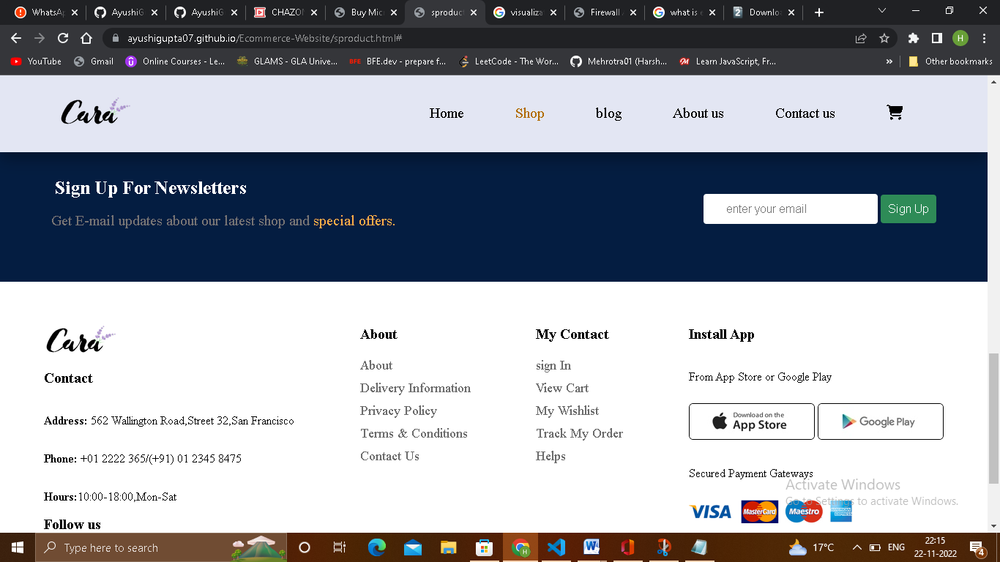 WhatsA
AyushiG
AyushiG
CHAZO
Buy Mic
sproduc
visualiza
Firewall
what is e
Downlo
ayushigupta07.github.io/Ecommerce-Website/sproduct.html#
H
YouTube
Gmail
Online Courses - Le...
GLAMS - GLA Unive...
BFE BFE.dev - prepare f...
LeetCode - The Wor...
Mehrotra01 (Harsh...
Learn JavaScript, Fr...
»
Other bookmarks
Cara
Home
Shop
blog
About us
Contact us
Sign Up For Newsletters
Get E-mail updates about our latest shop and special offers.
enter your email
Sign Up
Cara
Contact
Address: 562 Wallington Road,Street 32,San Francisco
Phone: +01 2222 365/(+91) 01 2345 8475
Hours:10:00-18:00,Mon-Sat
Follow us
About
About
Delivery Information
Privacy Policy
Terms & Conditions
Contact Us
My Contact
sign In
View Cart
My Wishlist
Track My Order
Helps
Install App
From App Store or Google Play
Download on the
App Store
Google Play
Secured Payment Gateways
VISA
MasterCard
Maestro
AMERICAN EXPRESS
Activate Windows
Go to Settings to activate Windows.
Type here to search
H
17°C
ENG
22:15
22-11-2022
4